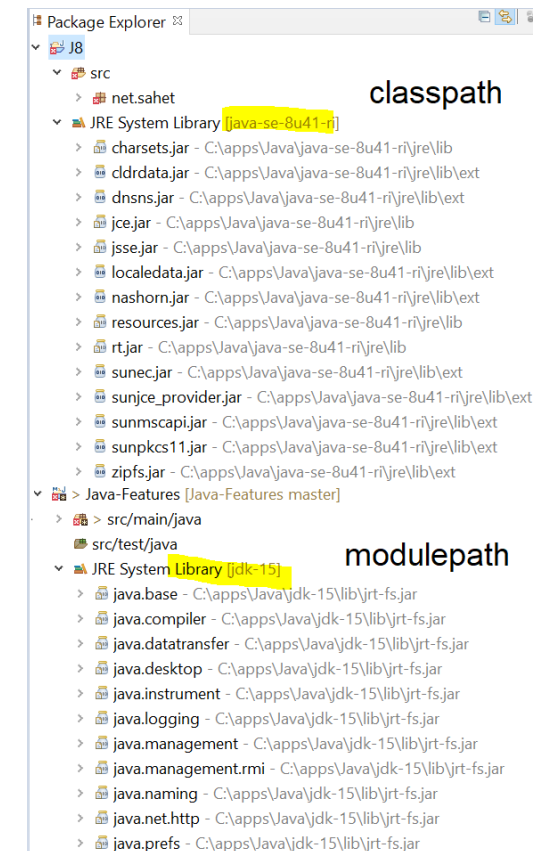 Package Explorer
J8
src
net.sahet
classpath
JRE System Library [java-se-8u41-ri]
charsets.jar - C:\apps\Java\java-se-8u41-ri\jre\lib
cldrdata.jar - C:\apps\Java\java-se-8u41-ri\jre\lib\ext
dnsns.jar - C:\apps\Java\java-se-8u41-ri\jre\lib\ext
jce.jar - C:\apps\Java\java-se-8u41-ri\jre\lib
jsse.jar - C:\apps\Java\java-se-8u41-ri\jre\lib
localedata.jar - C:\apps\Java\java-se-8u41-ri\jre\lib\ext
nashorn.jar - C:\apps\Java\java-se-8u41-ri\jre\lib\ext
resources.jar - C:\apps\Java\java-se-8u41-ri\jre\lib
rt.jar - C:\apps\Java\java-se-8u41-ri\jre\lib
sunec.jar - C:\apps\Java\java-se-8u41-ri\jre\lib\ext
sunjce_provider.jar - C:\apps\Java\java-se-8u41-ri\jre\lib\ext
sunmscapi.jar - C:\apps\Java\java-se-8u41-ri\jre\lib\ext
sunpkcs11.jar - C:\apps\Java\java-se-8u41-ri\jre\lib\ext
zipfs.jar - C:\apps\Java\java-se-8u41-ri\jre\lib\ext
> Java-Features [Java-Features master]
> src/main/java
src/test/java
modulepath
JRE System Library [jdk-15]
java.base - C:\apps\Java\jdk-15\lib\jrt-fs.jar
java.compiler - C:\apps\Java\jdk-15\lib\jrt-fs.jar
java.datatransfer - C:\apps\Java\jdk-15\lib\jrt-fs.jar
java.desktop - C:\apps\Java\jdk-15\lib\jrt-fs.jar
java.instrument - C:\apps\Java\jdk-15\lib\jrt-fs.jar
java.logging - C:\apps\Java\jdk-15\lib\jrt-fs.jar
java.management - C:\apps\Java\jdk-15\lib\jrt-fs.jar
java.management.rmi - C:\apps\Java\jdk-15\lib\jrt-fs.jar
java.naming - C:\apps\Java\jdk-15\lib\jrt-fs.jar
java.net.http - C:\apps\Java\jdk-15\lib\jrt-fs.jar
java.prefs - C:\apps\Java\jdk-15\lib\jrt-fs.jar